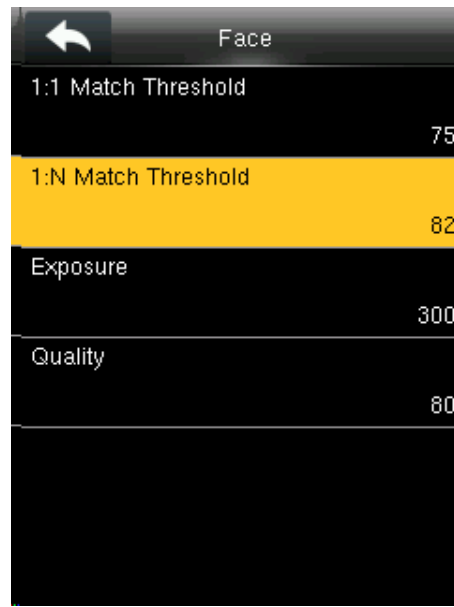 Face
1:1 Match Threshold
75
1:N Match Threshold
82
Exposure
300
Quality
80